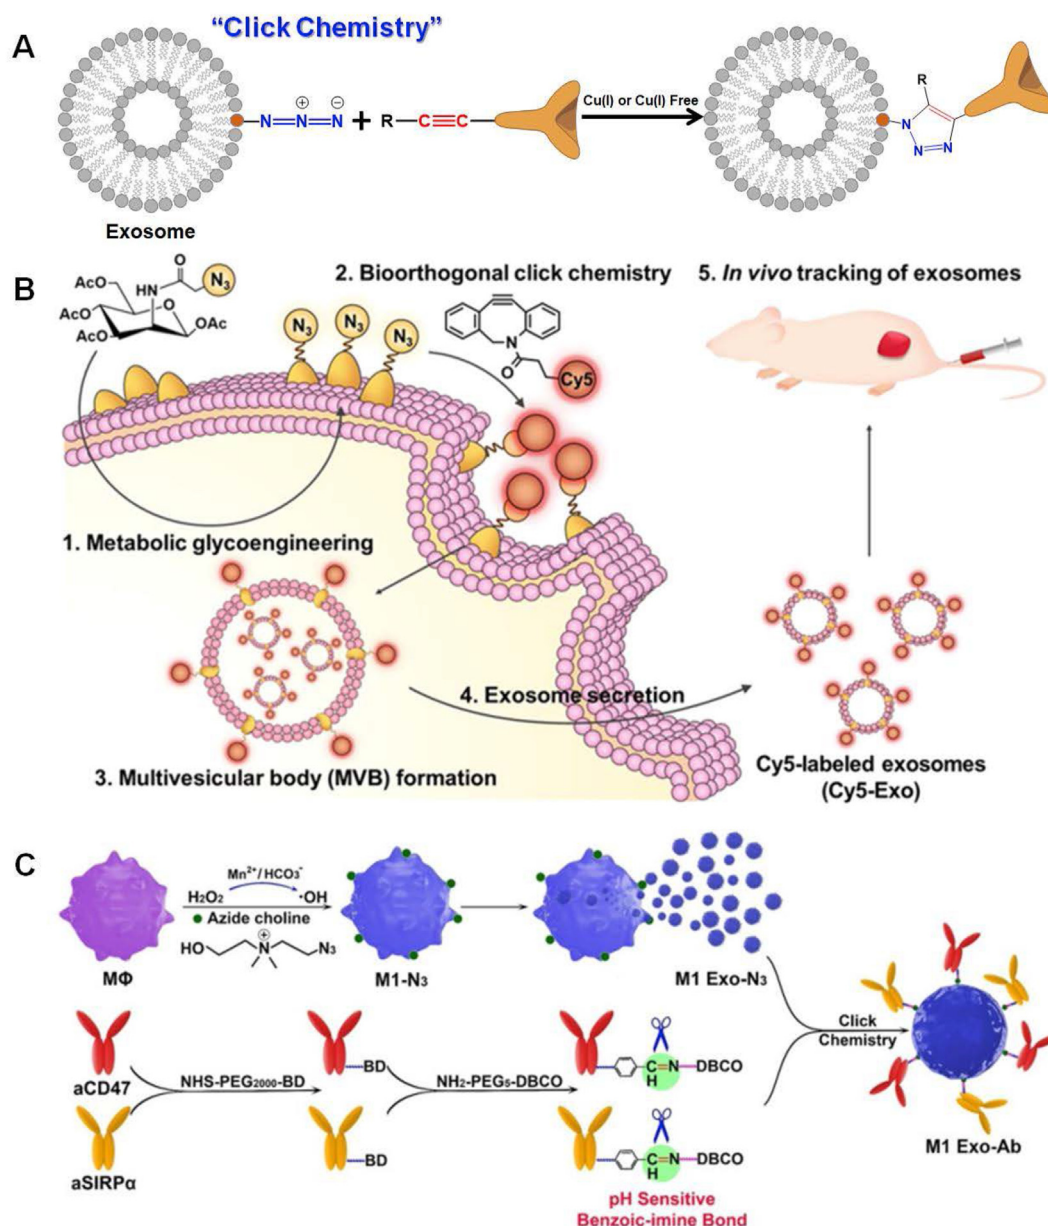 A
“Click Chemistry”
⊕ ⊖
N=N=N + R-C≡C
Cu(I) or Cu(I) Free
R
N
N=N
Exosome
B
AcO
O
HN
N3
AcO
O
OAc
AcO
N3
N3
N3
2. Bioorthogonal click chemistry
N
O
Cy5
5. In vivo tracking of exosomes
1. Metabolic glycoengineering
4. Exosome secretion
3. Multivesicular body (MVB) formation
Cy5-labeled exosomes
(Cy5-Exo)
C
Mn²⁺/HCO₃⁻
H₂O₂ ·OH
Azide choline
⊕
HO N N₃
MΦ
M1-N₃
M1 Exo-N₃
aCD47
NHS-PEG₂₀₀₀-BD
aSIRPα
BD
BD
NH₂-PEG₅-DBCO
C=N DBCO
H
C=N DBCO
H
pH Sensitive
Benzoic-imine Bond
Click
Chemistry
M1 Exo-Ab